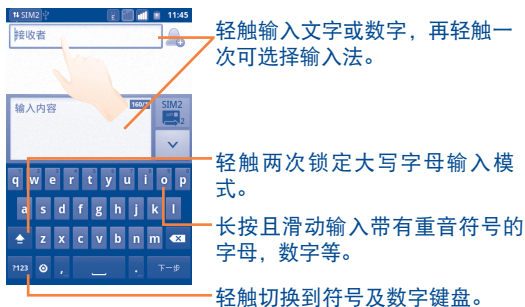 SIM2 11:45
接收者
轻触输入文字或数字，再轻触一
次可选择输入法。
输入内容
160/1
SIM2
2
q w e r t y u i o p
轻触两次锁定大写字母输入模
式。
a s d f g h j k l
长按且滑动输入带有重音符号的
字母，数字等。
z x c v b n m
?123 , . 下一步
轻触切换到符号及数字键盘。